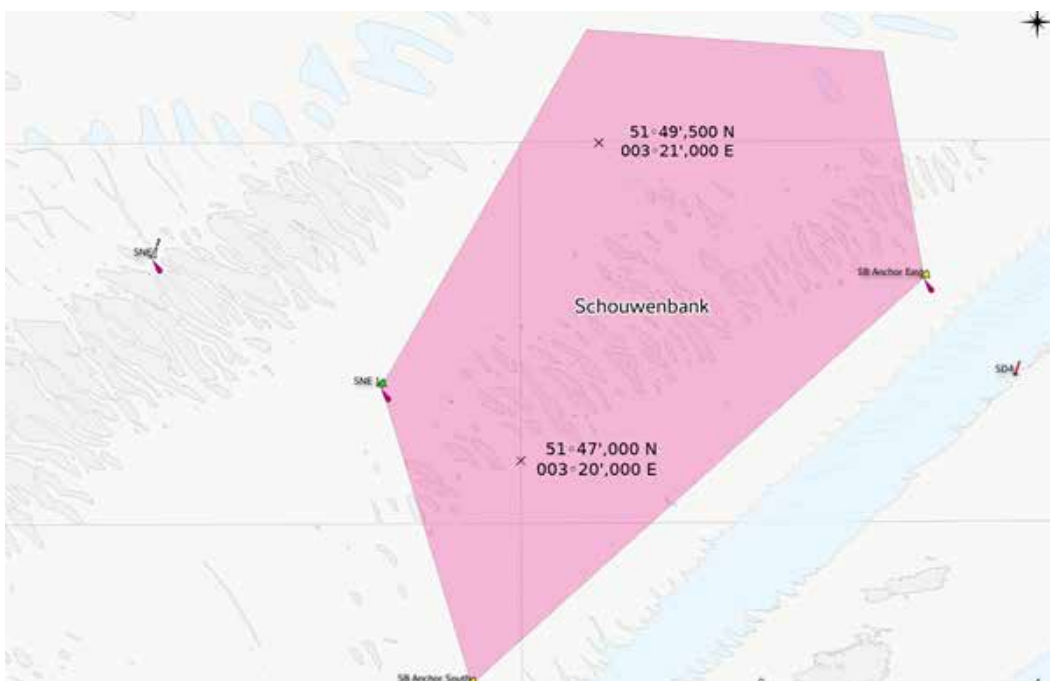 51°49',500 N
003°21',000 E
SNE
SB Anchor East
Schouwenbank
SD4
SNE 1
51°47',000 N
003°20',000 E
SB Anchor South